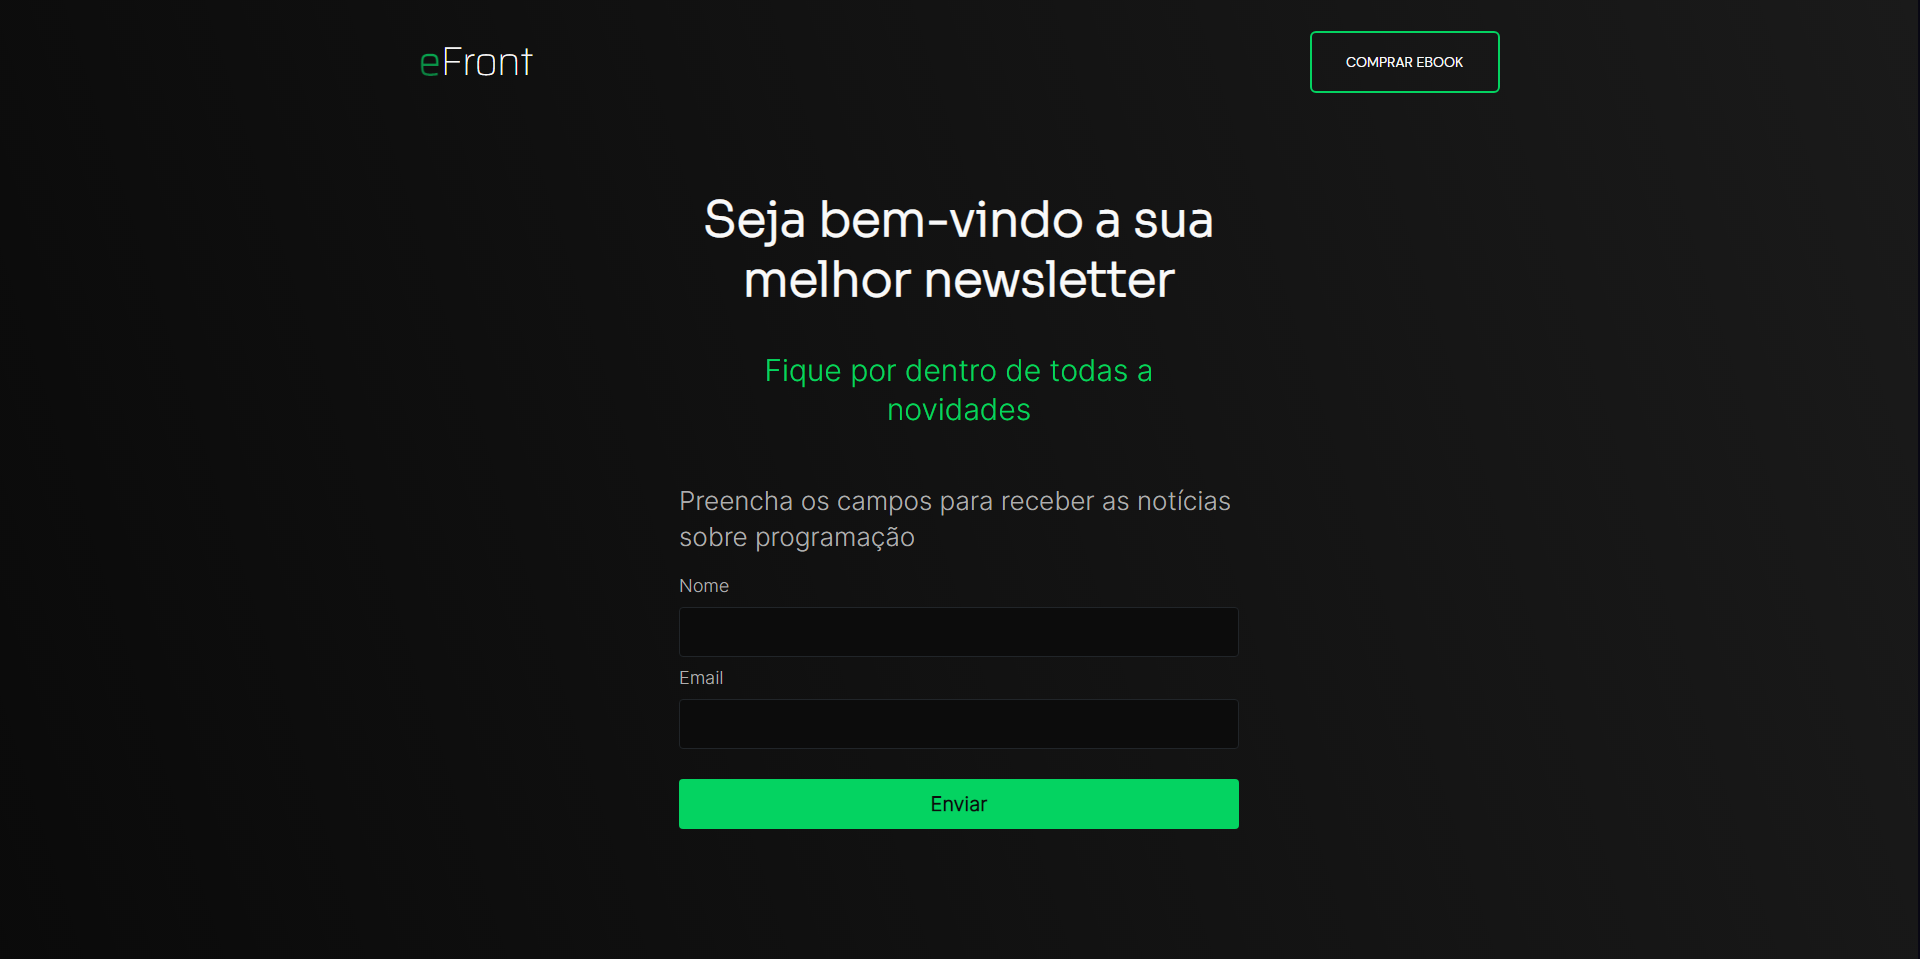 eFront
COMPRAR EBOOK
Seja bem-vindo a sua
melhor newsletter
Fique por dentro de todas a
novidades
Preencha os campos para receber as notícias
sobre programação
Nome
Email
Enviar